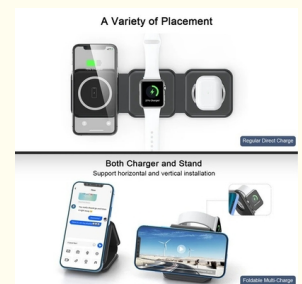 A Variety of Placement
Regular Direct Charge
Both Charger and Stand
Support horizontal and vertical installation
Foldable Multi-Charge